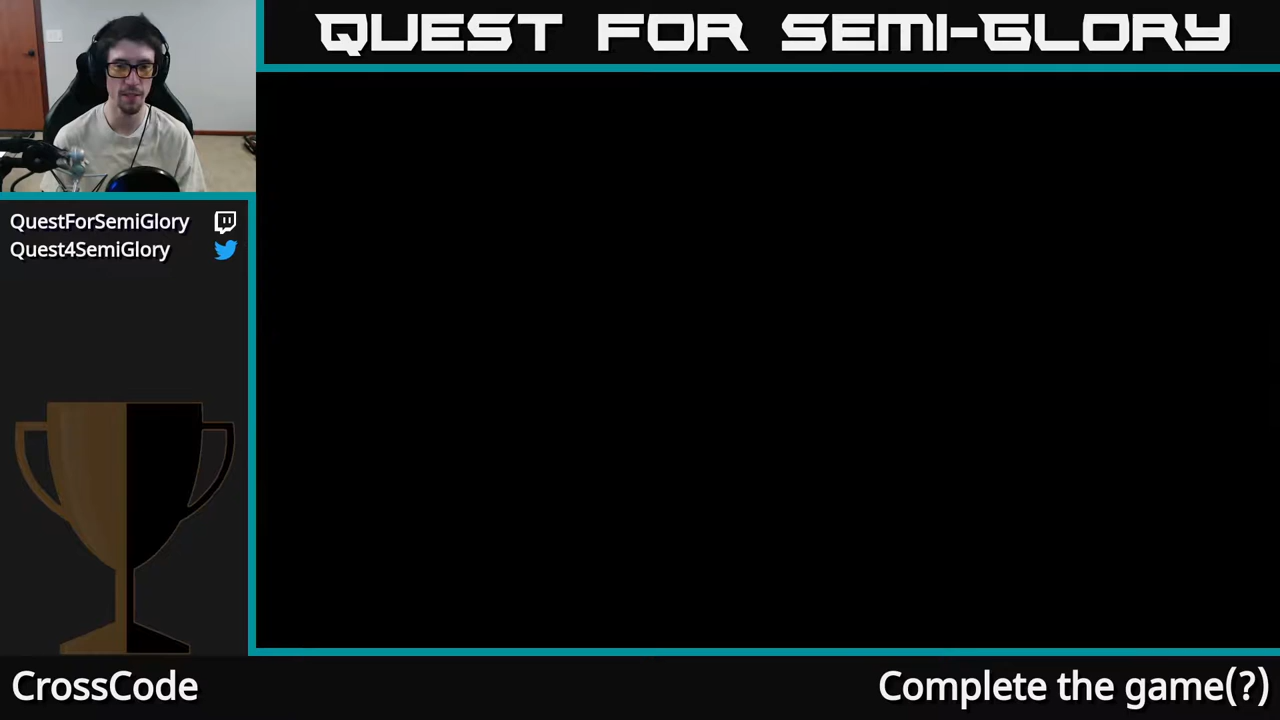 QUEST FOR SEMI-GLORY
QuestForSemiGlory
Quest4SemiGlory
CrossCode
Complete the game(?)